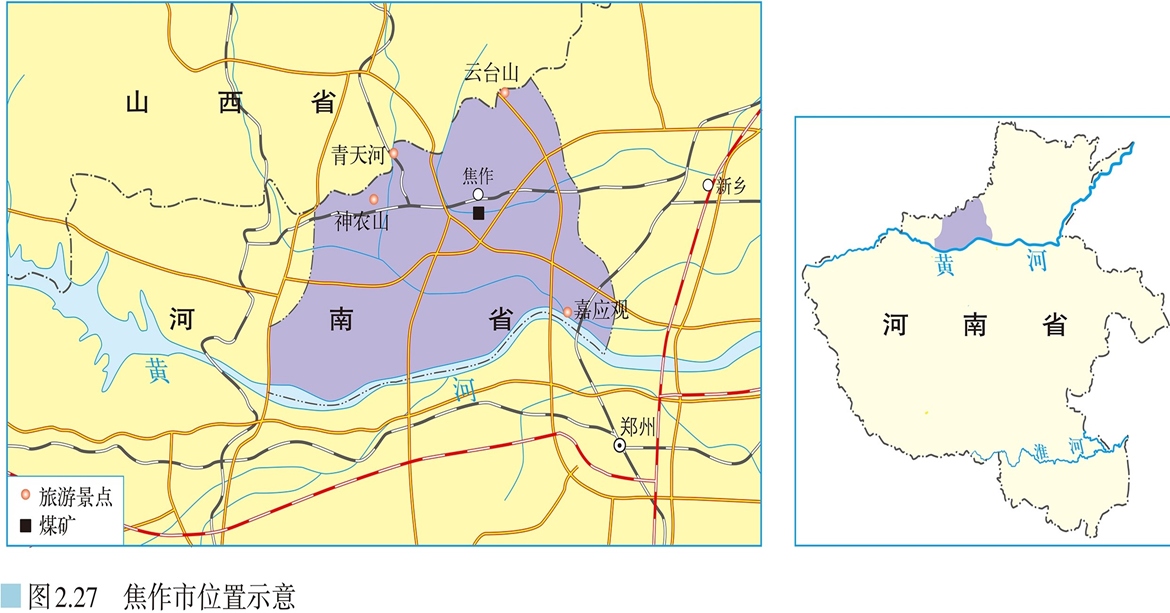 云台山
山西省
青天河
焦作
新乡
神农山
嘉应观
河南省
黄河
郑州
旅游景点
煤矿
黄河
河南省
淮河
图2.27 焦作市位置示意